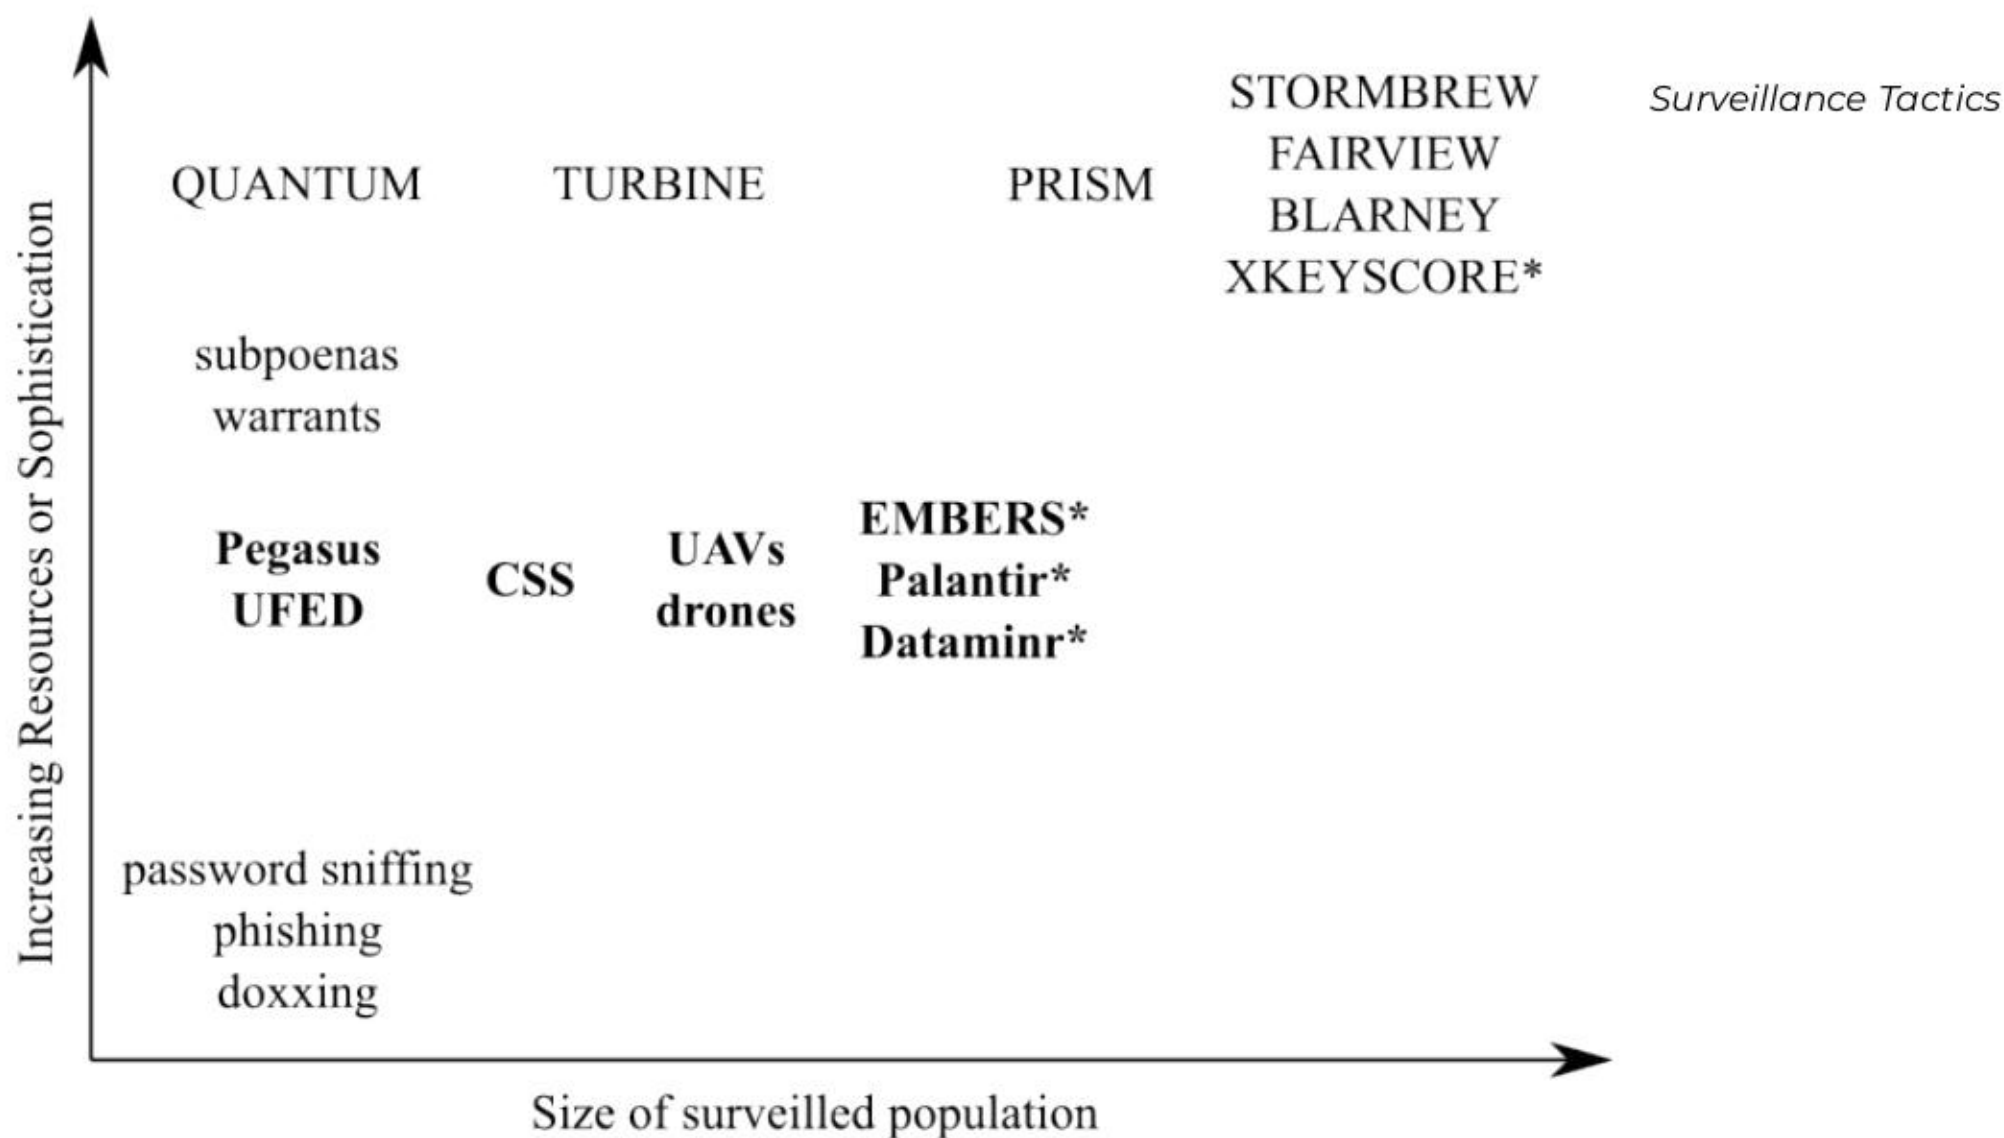 Surveillance Tactics
Increasing Resources or Sophistication
STORMBREW
FAIRVIEW
BLARNEY
XKEYSCORE*
QUANTUM
TURBINE
PRISM
subpoenas
warrants
Pegasus
UFED
CSS
UAVs
drones
EMBERS*
Palantir*
Dataminr*
password sniffing
phishing
doxxing
Size of surveilled population